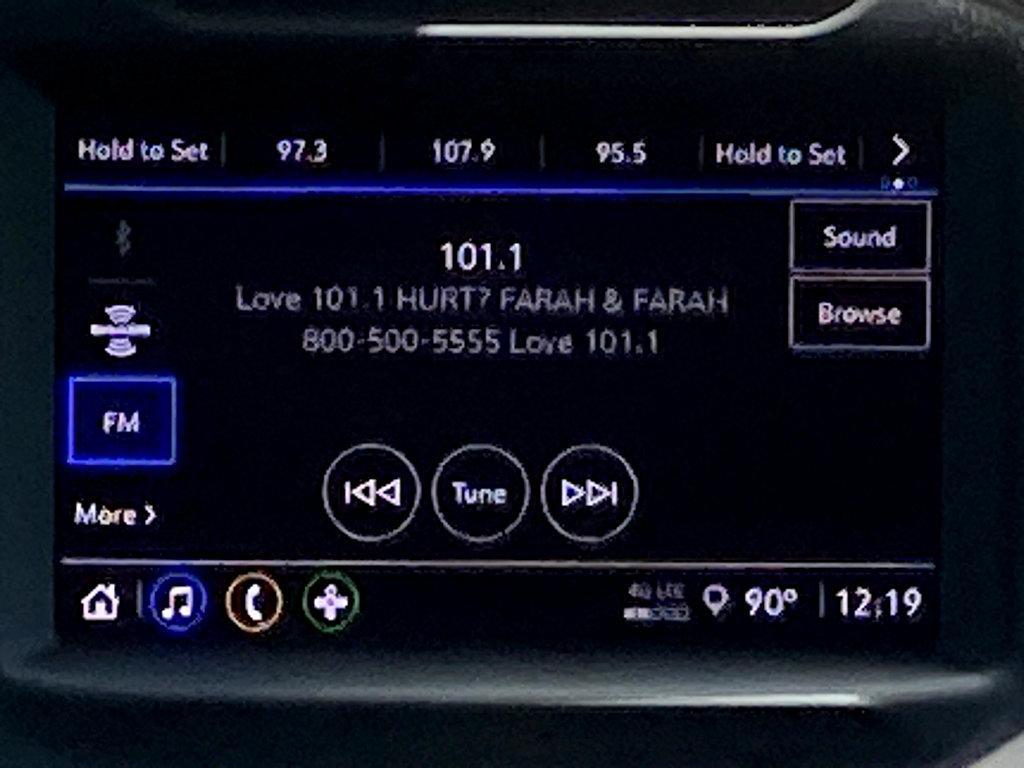 Hold to Set 97.3 107.9 95.5 Hold to Set
Sound
101.1
Love 101.1 HURT? FARAH & FARAH
Browse
800-500-5555 Love 101.1
FM
Tune
More
4G LTE
90° 12:19